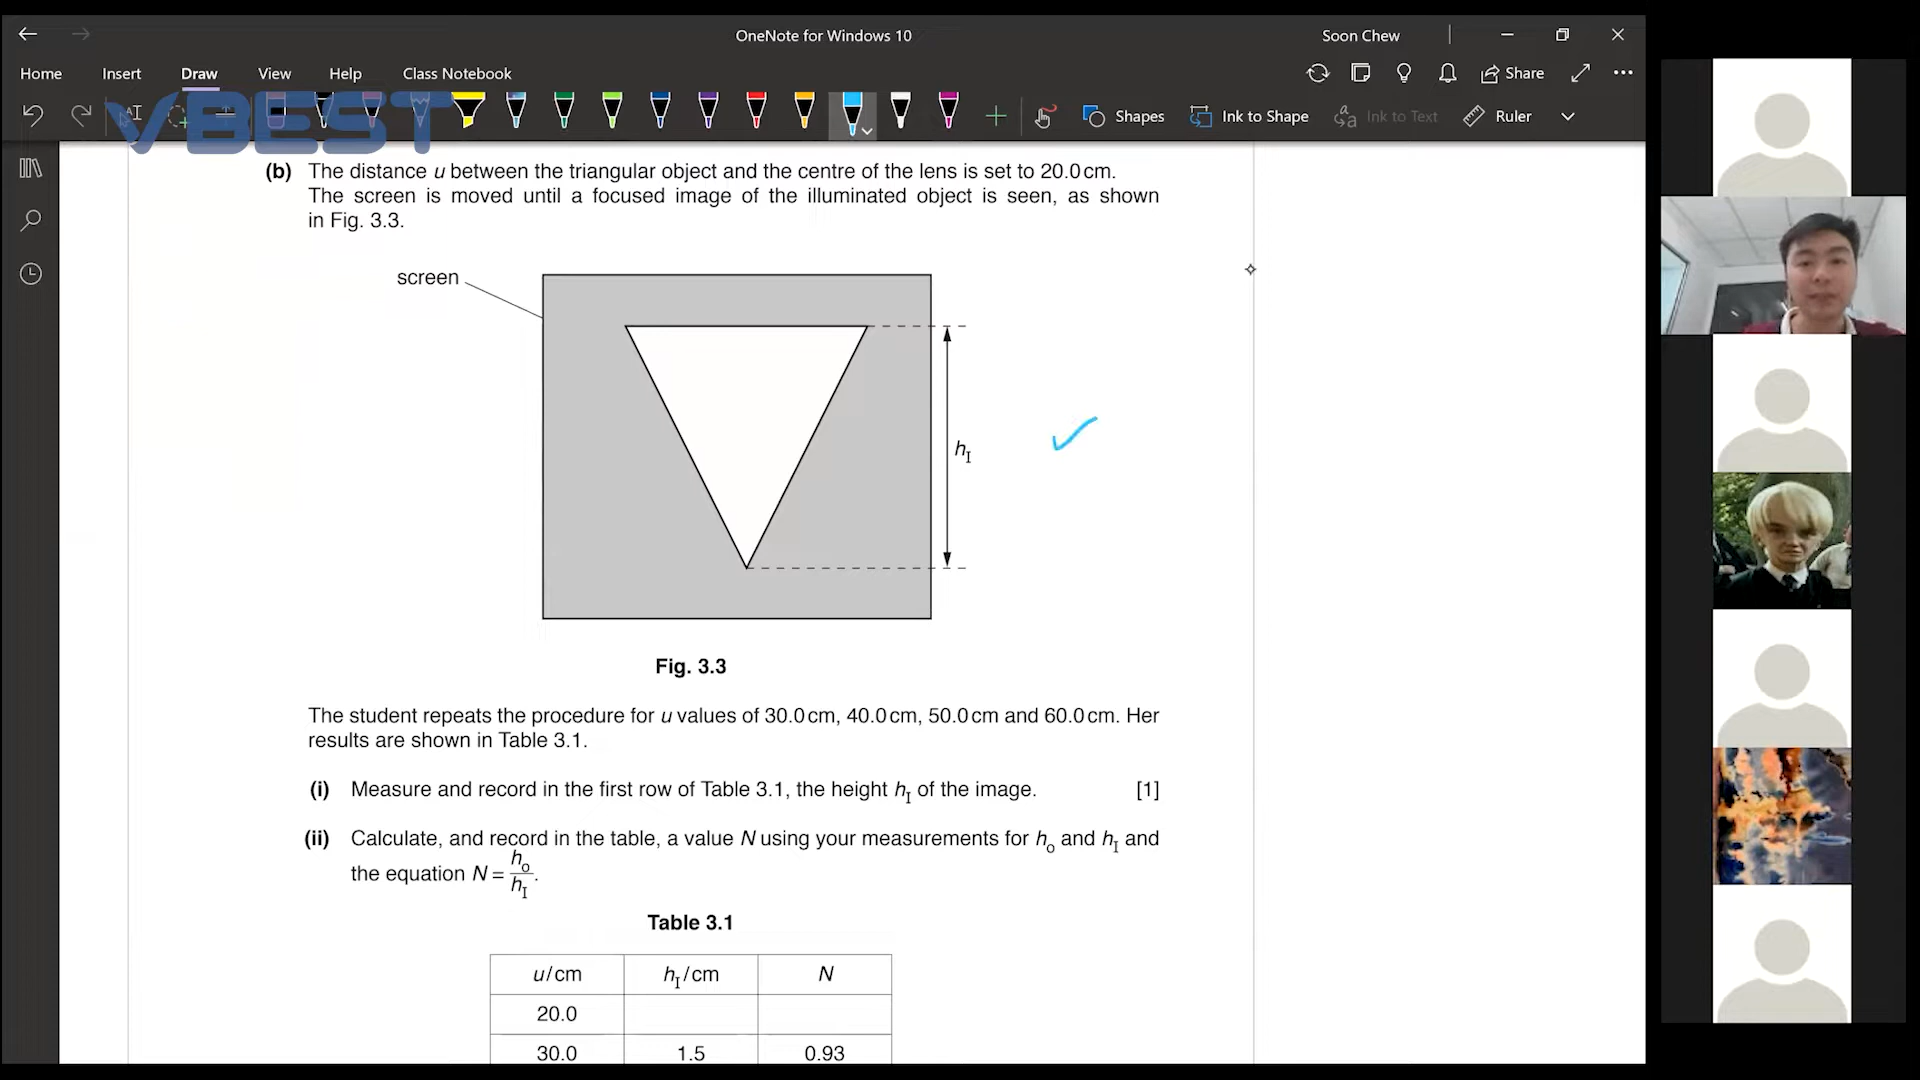 OneNote for Windows 10
Soon Chew
Home Insert Draw View Help Class Notebook
Share
VBEST
Shapes Ink to Shape Ink to Text Ruler
(b) The distance u between the triangular object and the centre of the lens is set to 20.0 cm.
The screen is moved until a focused image of the illuminated object is seen, as shown
in Fig. 3.3.
screen
hI
Fig. 3.3
The student repeats the procedure for u values of 30.0 cm, 40.0 cm, 50.0 cm and 60.0 cm. Her
results are shown in Table 3.1.
(i) Measure and record in the first row of Table 3.1, the height hI of the image. [1]
(ii) Calculate, and record in the table, a value N using your measurements for ho and hI and
the equation N = ho/hI.
Table 3.1
u/cm hI/cm N
20.0
30.0 1.5 0.93